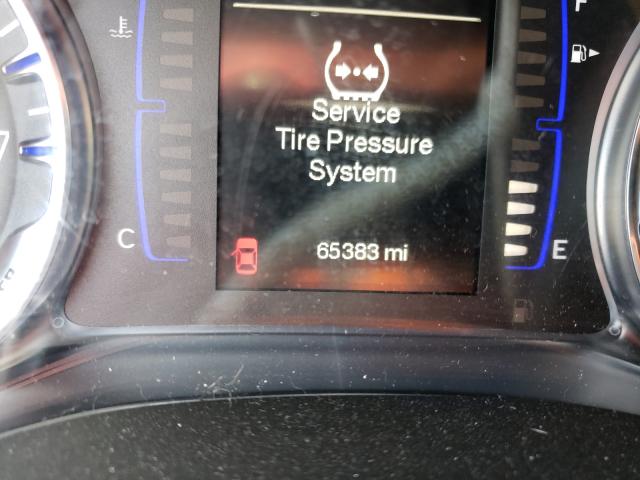 F
Service
Tire Pressure
System
C
65383 mi
E